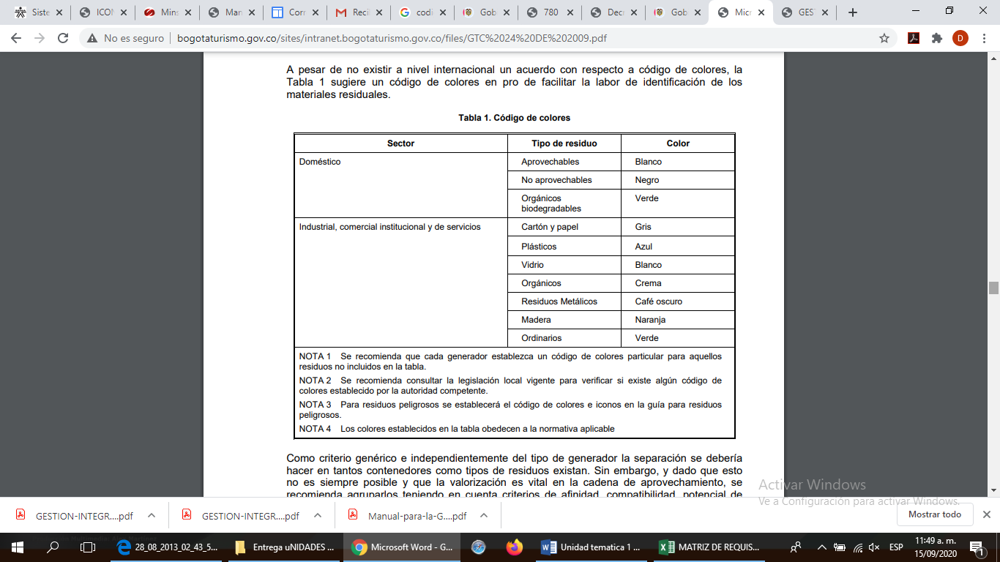 Siste
ICON
Mins
Man
Corr
Reci
codi
Gob
780
Decr
Gob
Micr
GES
No es seguro
bogotaturismo.gov.co/sites/intranet.bogotaturismo.gov.co/files/GTC%2024%20DE%202009.pdf
D
A pesar de no existir a nivel internacional un acuerdo con respecto a código de colores, la
Tabla 1 sugiere un código de colores en pro de facilitar la labor de identificación de los
materiales residuales.
Tabla 1. Código de colores
Sector Tipo de residuo Color
Doméstico Aprovechables Blanco
No aprovechables Negro
Orgánicos Verde
biodegradables
Industrial, comercial institucional y de servicios Cartón y papel Gris
Plásticos Azul
Vidrio Blanco
Orgánicos Crema
Residuos Metálicos Café oscuro
Madera Naranja
Ordinarios Verde
NOTA 1 Se recomienda que cada generador establezca un código de colores particular para aquellos
residuos no incluidos en la tabla.
NOTA 2 Se recomienda consultar la legislación local vigente para verificar si existe algún código de
colores establecido por la autoridad competente.
NOTA 3 Para residuos peligrosos se establecerá el código de colores e iconos en la guía para residuos
peligrosos.
NOTA 4 Los colores establecidos en la tabla obedecen a la normativa aplicable
Como criterio genérico e independientemente del tipo de generador la separación se debería
hacer en tantos contenedores como tipos de residuos existan. Sin embargo, y dado que esto
no es siempre posible y que la valorización es vital en la cadena de aprovechamiento, se
recomienda agruparlos teniendo en cuenta criterios de afinidad, compatibilidad, potencial de
Activar Windows
Ve a Configuración para activar Windows.
GESTION-INTEGR....pdf
GESTION-INTEGR....pdf
Manual-para-la-G....pdf
Mostrar todo
28_08_2013_02_43_5...
Entrega uNIDADES ...
Microsoft Word - G...
Unidad tematica 1 ...
MATRIZ DE REQUIS...
ESP
11:49 a. m.
15/09/2020
1